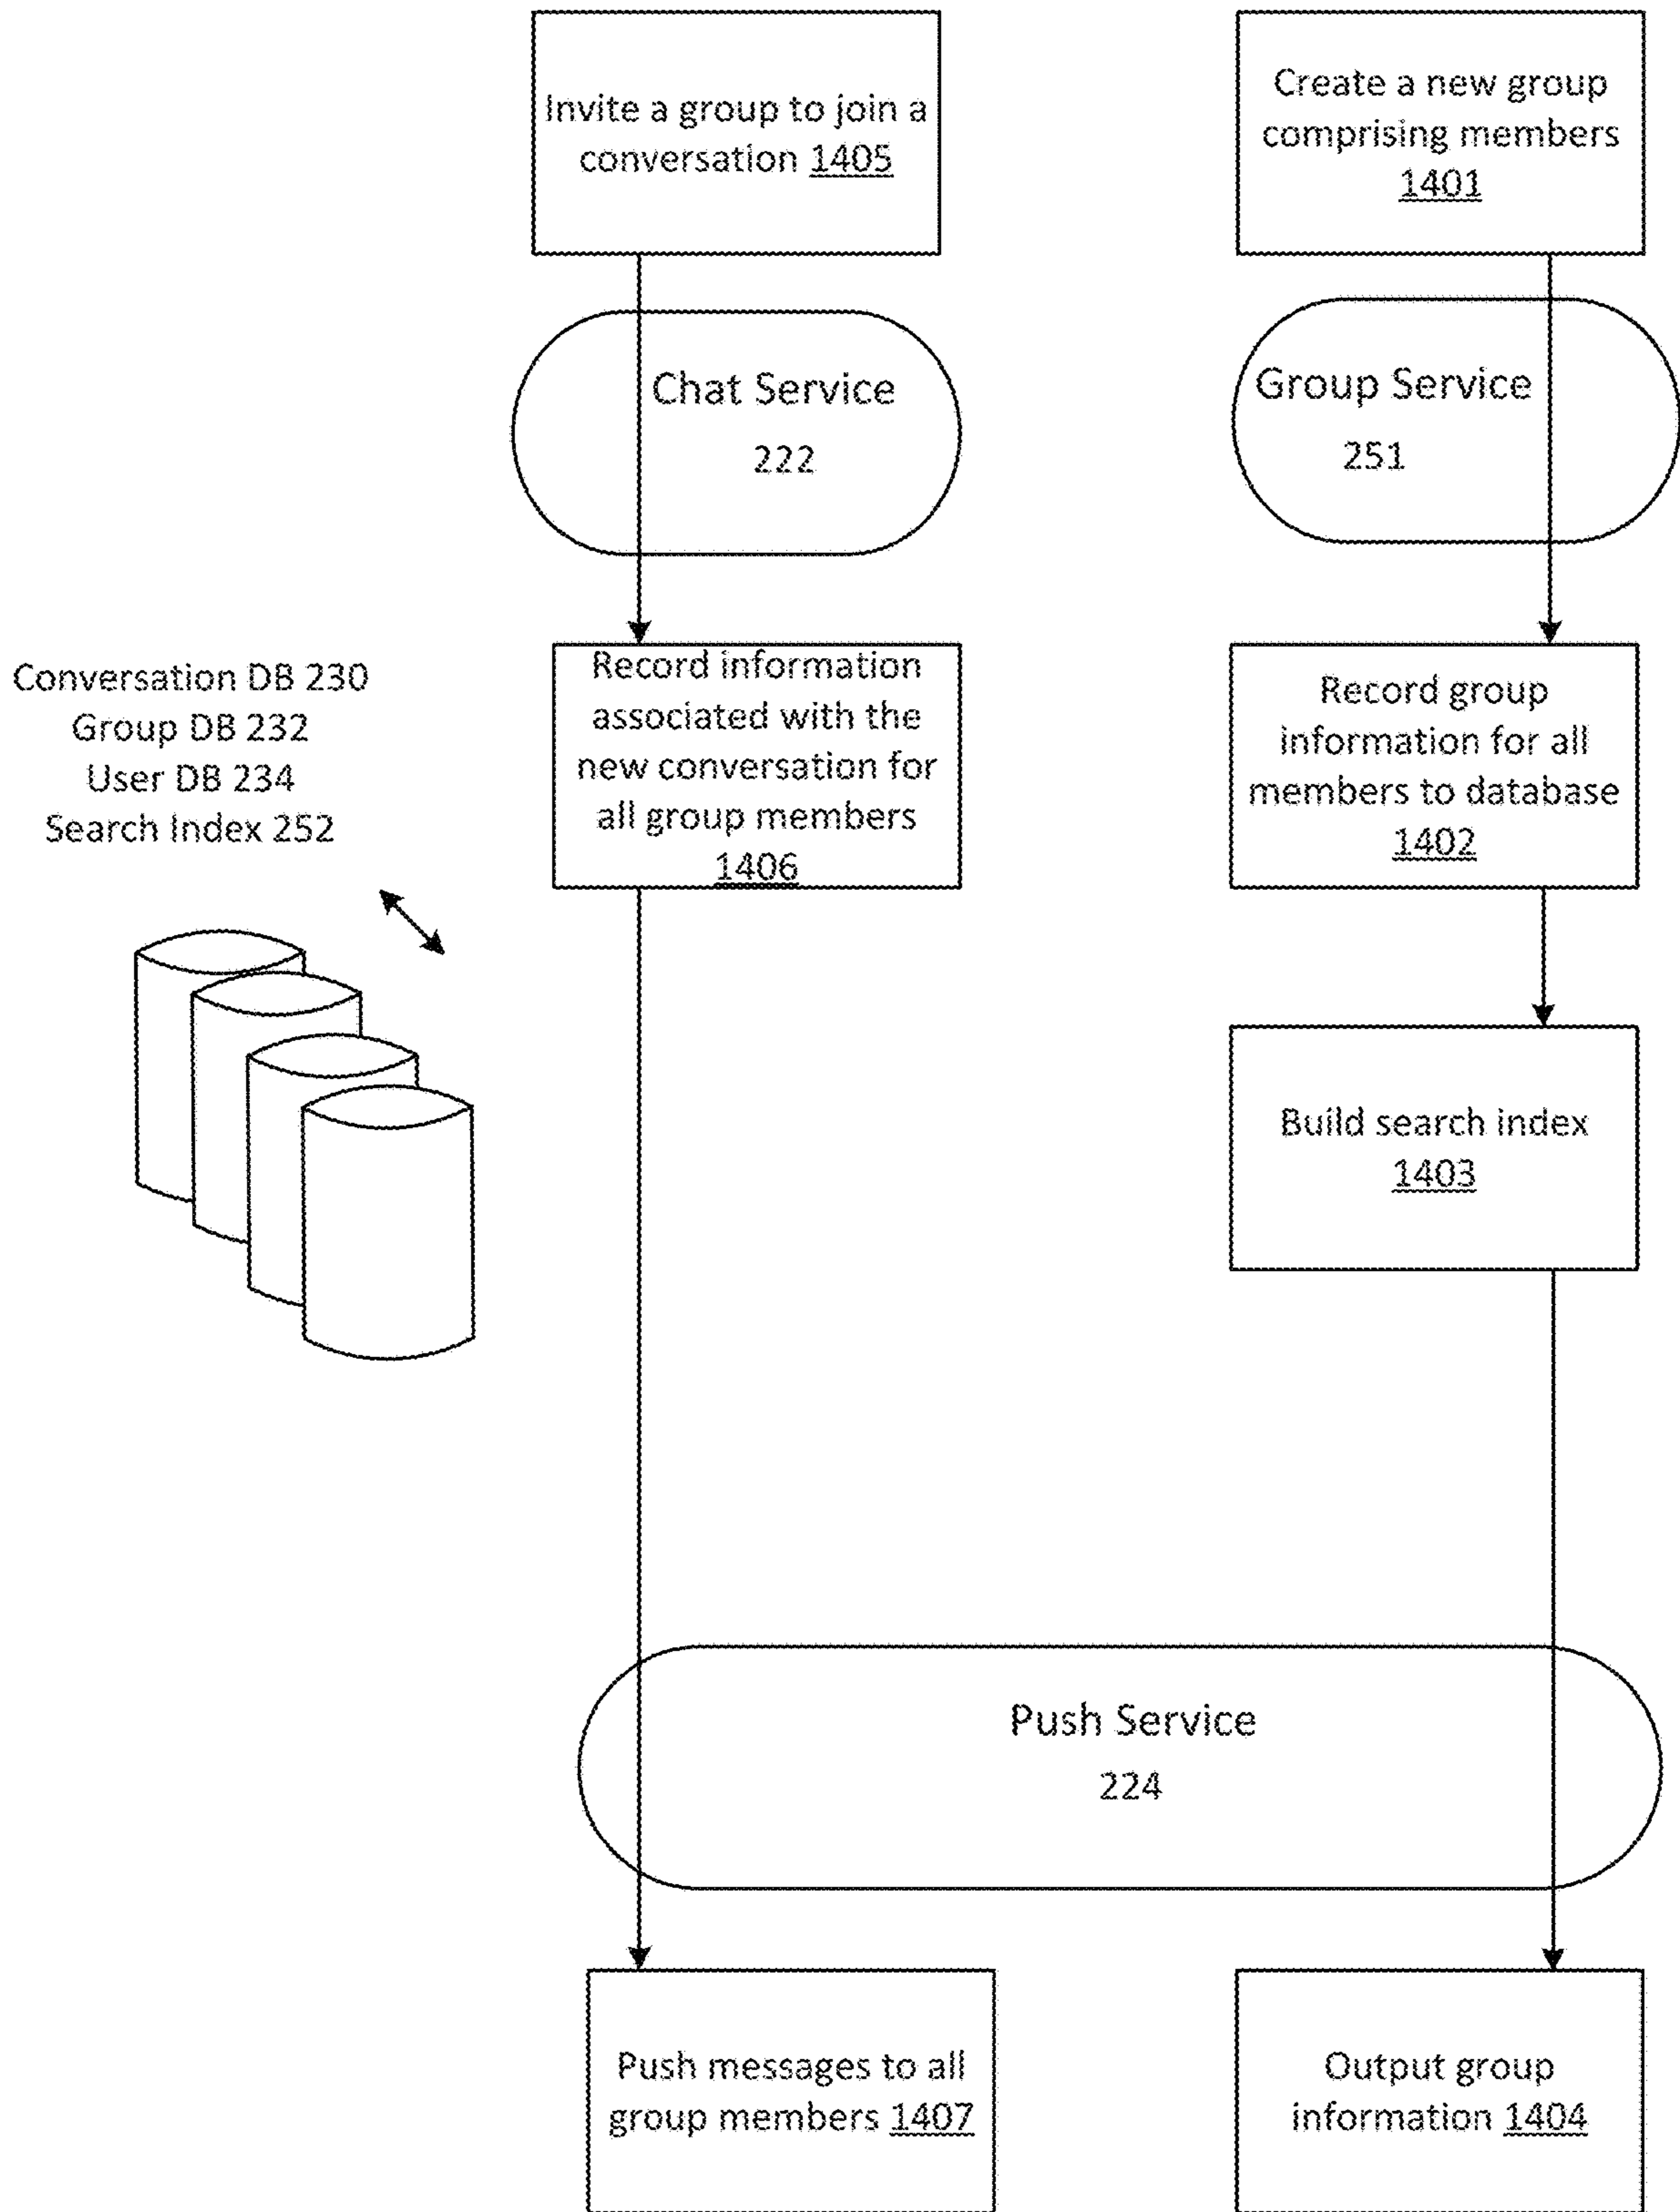 Invite a group to join a
conversation 1405
Create a new group
comprising members
1401
Chat Service
222
Group Service
251
Conversation DB 230
Group DB 232
User DB 234
Search Index 252
Record information
associated with the
new conversation for
all group members
1406
Record group
information for all
members to database
1402
Build search index
1403
Push Service
224
Push messages to all
group members 1407
Output group
information 1404